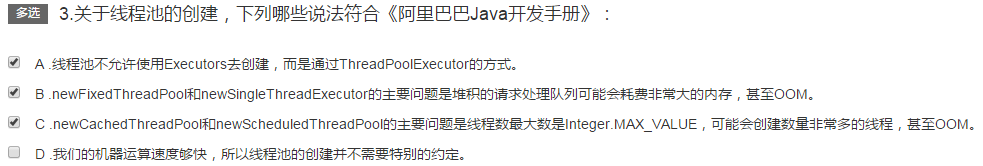 多选 3.关于线程池的创建，下列哪些说法符合《阿里巴巴Java开发手册》：
A .线程池不允许使用Executors去创建，而是通过ThreadPoolExecutor的方式。
B .newFixedThreadPool和newSingleThreadExecutor的主要问题是堆积的请求处理队列可能会耗费非常大的内存，甚至OOM。
C .newCachedThreadPool和newScheduledThreadPool的主要问题是线程数最大数是Integer.MAX_VALUE，可能会创建数量非常多的线程，甚至OOM。
D .我们的机器运算速度够快，所以线程池的创建并不需要特别的约定。